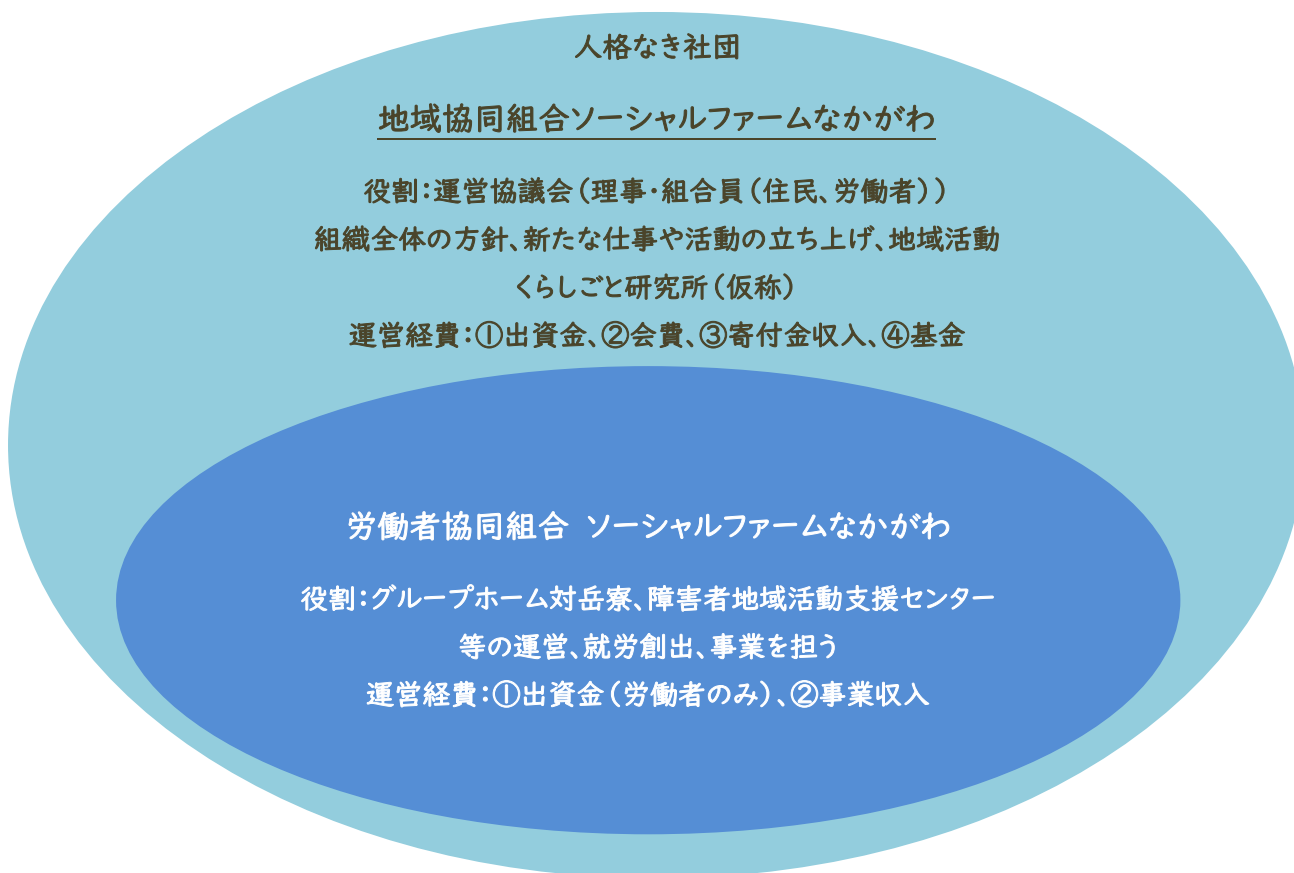 人格なき社団
地域協同組合ソーシャルファームなかがわ
役割：運営協議会（理事・組合員（住民、労働者））
組織全体の方針、新たな仕事や活動の立ち上げ、地域活動
くらしごと研究所（仮称）
運営経費：①出資金、②会費、③寄付金収入、④基金
労働者協同組合 ソーシャルファームなかがわ
役割：グループホーム対岳寮、障害者地域活動支援センター
等の運営、就労創出、事業を担う
運営経費：①出資金（労働者のみ）、②事業収入